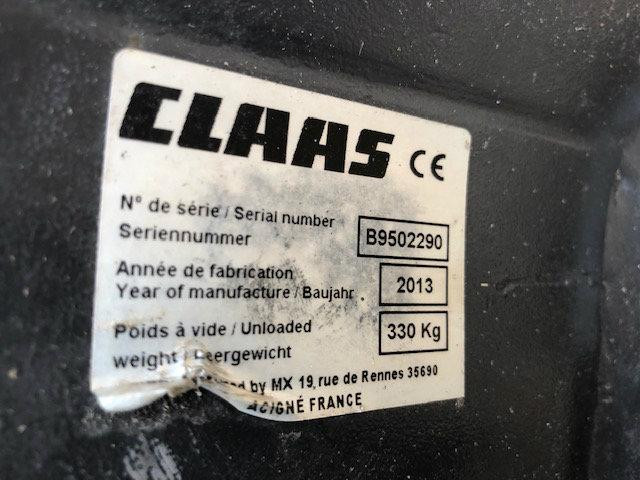 CLAAS CE
N° de série / Serial number
Seriennummer
B9502290
Année de fabrication
Year of manufacture / Baujahr
2013
Poids à vide / Unloaded
weight /
330 Kg
by MX 19, rue de Rennes 35690
ACIGNÉ FRANCE